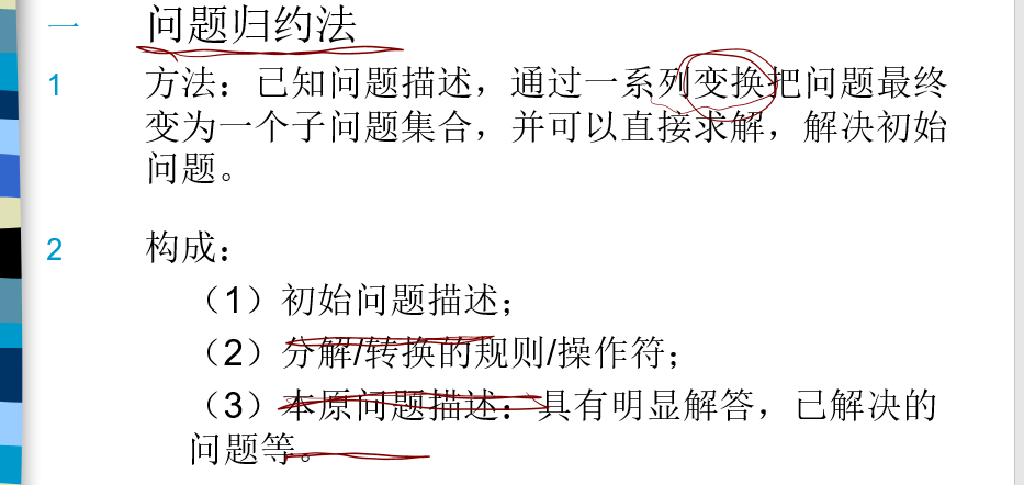 一 问题归约法
1 方法：已知问题描述，通过一系列变换把问题最终
变为一个子问题集合，并可以直接求解，解决初始
问题。
2 构成：
（1）初始问题描述；
（2）分解/转换的规则/操作符；
（3）本原问题描述：具有明显解答，已解决的
问题等。